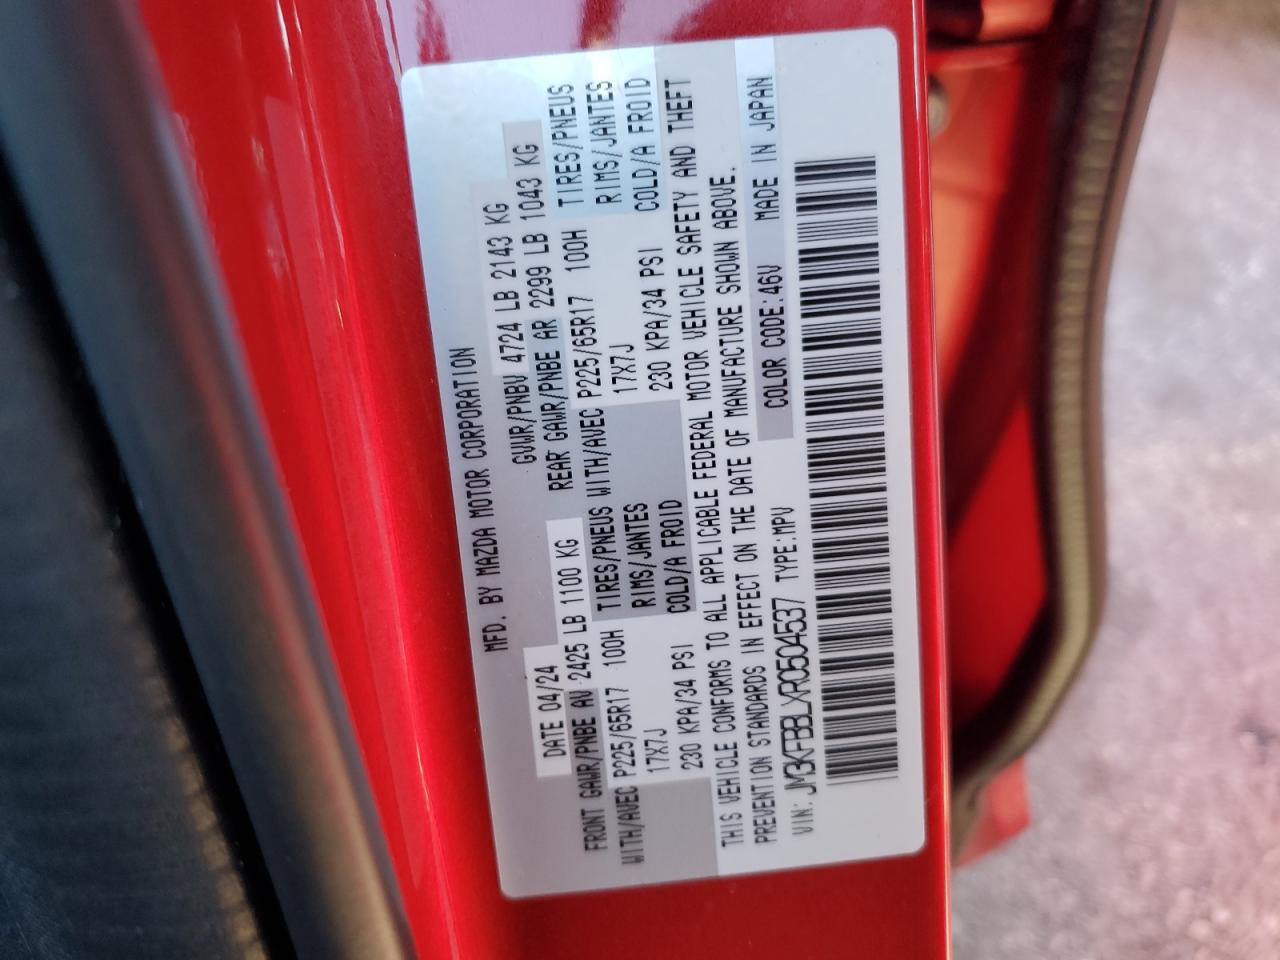 MFD. BY MAZDA MOTOR CORPORATION
DATE 04/24 GVWR/PNBV 4724 LB 2143 KG
FRONT GAWR/PNBE AV 2425 LB 1100 KG REAR GAWR/PNBE AR 2299 LB 1043 KG
WITH/AVEC P225/65R17 100H TIRES/PNEUS WITH/AVEC P225/65R17 100H TIRES/PNEUS
17X7J RIMS/JANTES 17X7J RIMS/JANTES
230 KPA/34 PSI COLD/A FROID 230 KPA/34 PSI COLD/A FROID
THIS VEHICLE CONFORMS TO ALL APPLICABLE FEDERAL MOTOR VEHICLE SAFETY AND THEFT
PREVENTION STANDARDS IN EFFECT ON THE DATE OF MANUFACTURE SHOWN ABOVE.
VIN: JM3KFBBLXR0504537 TYPE:MPV COLOR CODE:46V MADE IN JAPAN